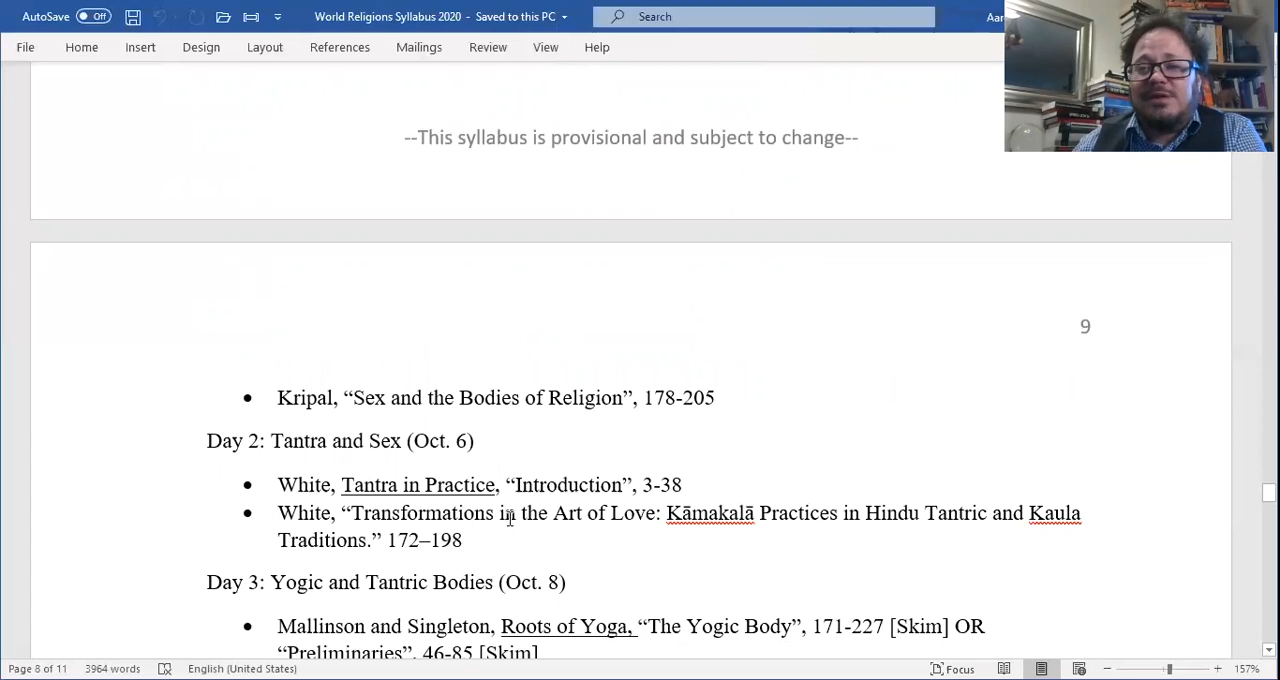 AutoSave Off World Religions Syllabus 2020 - Saved to this PC Search
File Home Insert Design Layout References Mailings Review View Help
--This syllabus is provisional and subject to change--
9
• Kripal, “Sex and the Bodies of Religion”, 178-205
Day 2: Tantra and Sex (Oct. 6)
• White, Tantra in Practice, “Introduction”, 3-38
• White, “Transformations in the Art of Love: Kāmakalā Practices in Hindu Tantric and Kaula
Traditions.” 172–198
Day 3: Yogic and Tantric Bodies (Oct. 8)
• Mallinson and Singleton, Roots of Yoga, “The Yogic Body”, 171-227 [Skim] OR
“Preliminaries”, 46-85 [Skim]
Page 8 of 11 3964 words English (United States) Focus 157%